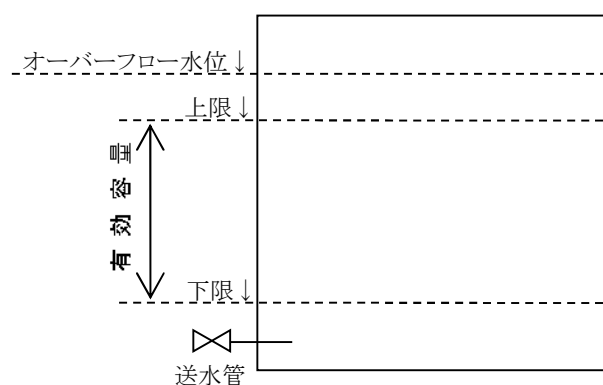 オーバーフロー水位↓
上限↓
有効容量
下限↓
送水管